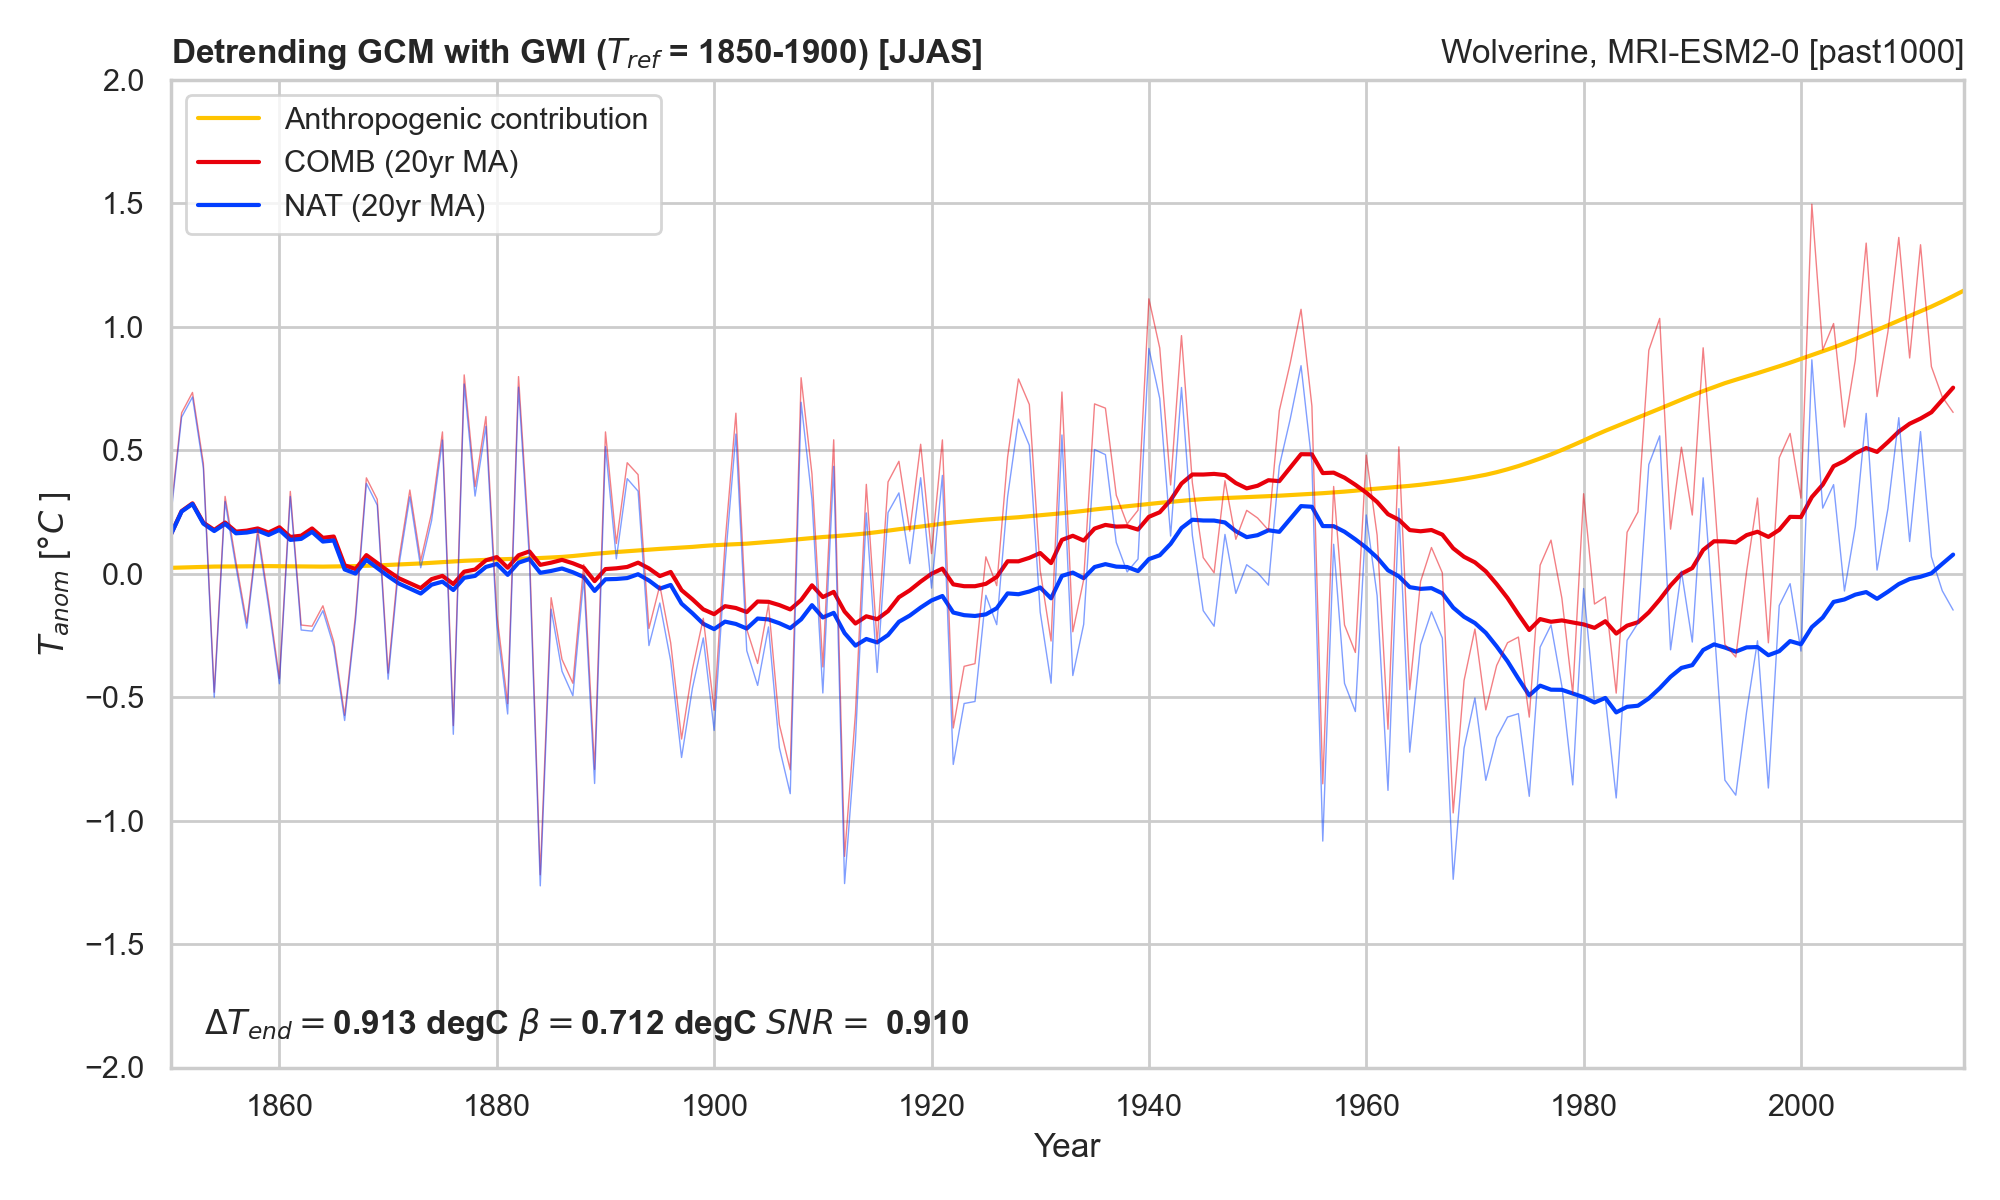 Detrending GCM with GWI (T_ref = 1850-1900) [JJAS]
Wolverine, MRI-ESM2-0 [past1000]
Anthropogenic contribution
COMB (20yr MA)
NAT (20yr MA)
2.0
1.5
1.0
0.5
0.0
−0.5
−1.0
−1.5
−2.0
T_anom [°C]
ΔT_end = 0.913 degC β = 0.712 degC SNR = 0.910
1860 1880 1900 1920 1940 1960 1980 2000
Year